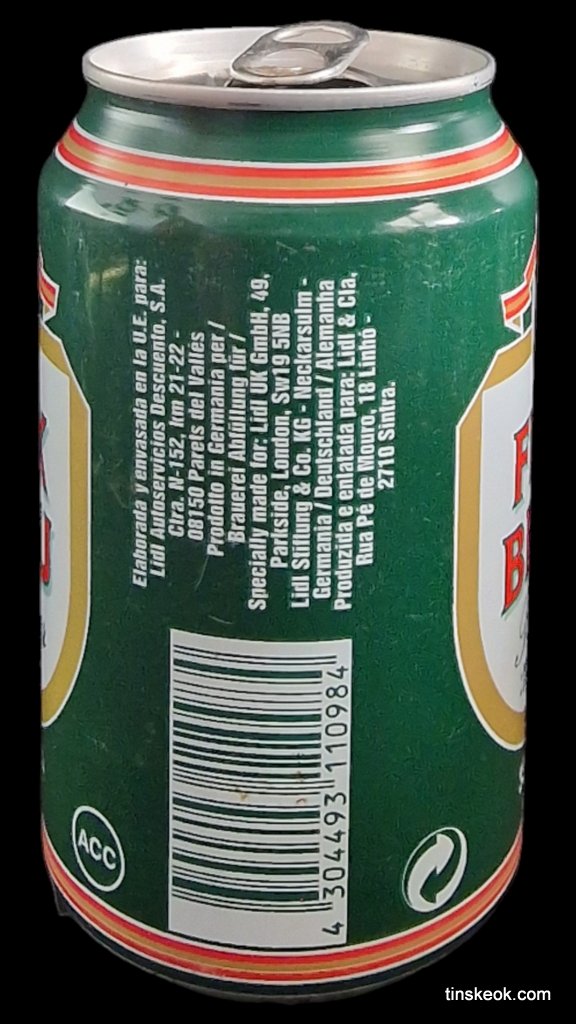 Elaborada y envasada en la U.E. para:
Lidl Autoservicios Descuento, S.A.
Ctra. N-152, km 21-22 -
08150 Parets del Vallés
Prodotto in Germania per /
Brauerei Abfüllung für /
Specially made for: Lidl UK GmbH, 49,
Parkside, London, Sw19 5NB
Lidl Stiftung & Co. KG - Neckarsulm -
Germania / Deutschland / Alemanha
Produzida e enlatada para: Lidl & Cia,
Rua Pé de Mouro, 18 Linhó -
2710 Sintra.
4 304493 110984
ACC
tinskeok.com